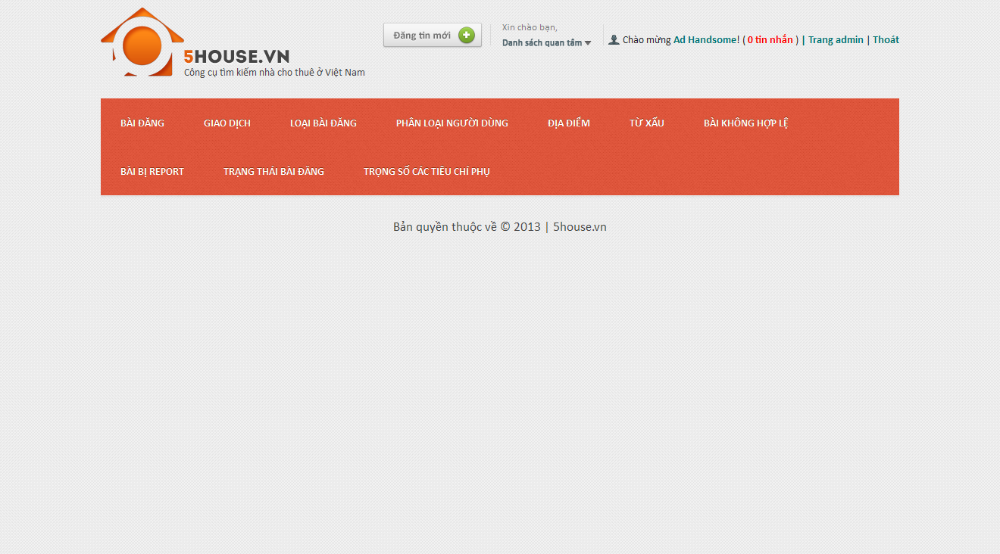 Đăng tin mới
Xin chào bạn,
Danh sách quan tâm
Chào mừng Ad Handsome! ( 0 tin nhắn ) | Trang admin | Thoát
5HOUSE.VN
Công cụ tìm kiếm nhà cho thuê ở Việt Nam
BÀI ĐĂNG GIAO DỊCH LOẠI BÀI ĐĂNG PHÂN LOẠI NGƯỜI DÙNG ĐỊA ĐIỂM TỪ XẤU BÀI KHÔNG HỢP LỆ
BÀI BỊ REPORT TRẠNG THÁI BÀI ĐĂNG TRỌNG SỐ CÁC TIÊU CHÍ PHỤ
Bản quyền thuộc về © 2013 | 5house.vn